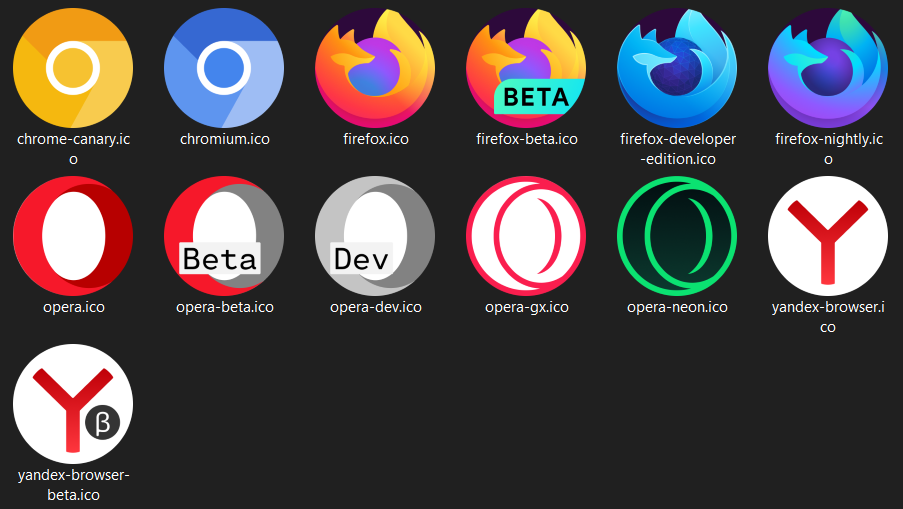 BETA
chrome-canary.ic
o
chromium.ico
firefox.ico
firefox-beta.ico
firefox-developer
-edition.ico
firefox-nightly.ic
o
Beta
Dev
opera.ico
opera-beta.ico
opera-dev.ico
opera-gx.ico
opera-neon.ico
yandex-browser.i
co
β
yandex-browser-
beta.ico